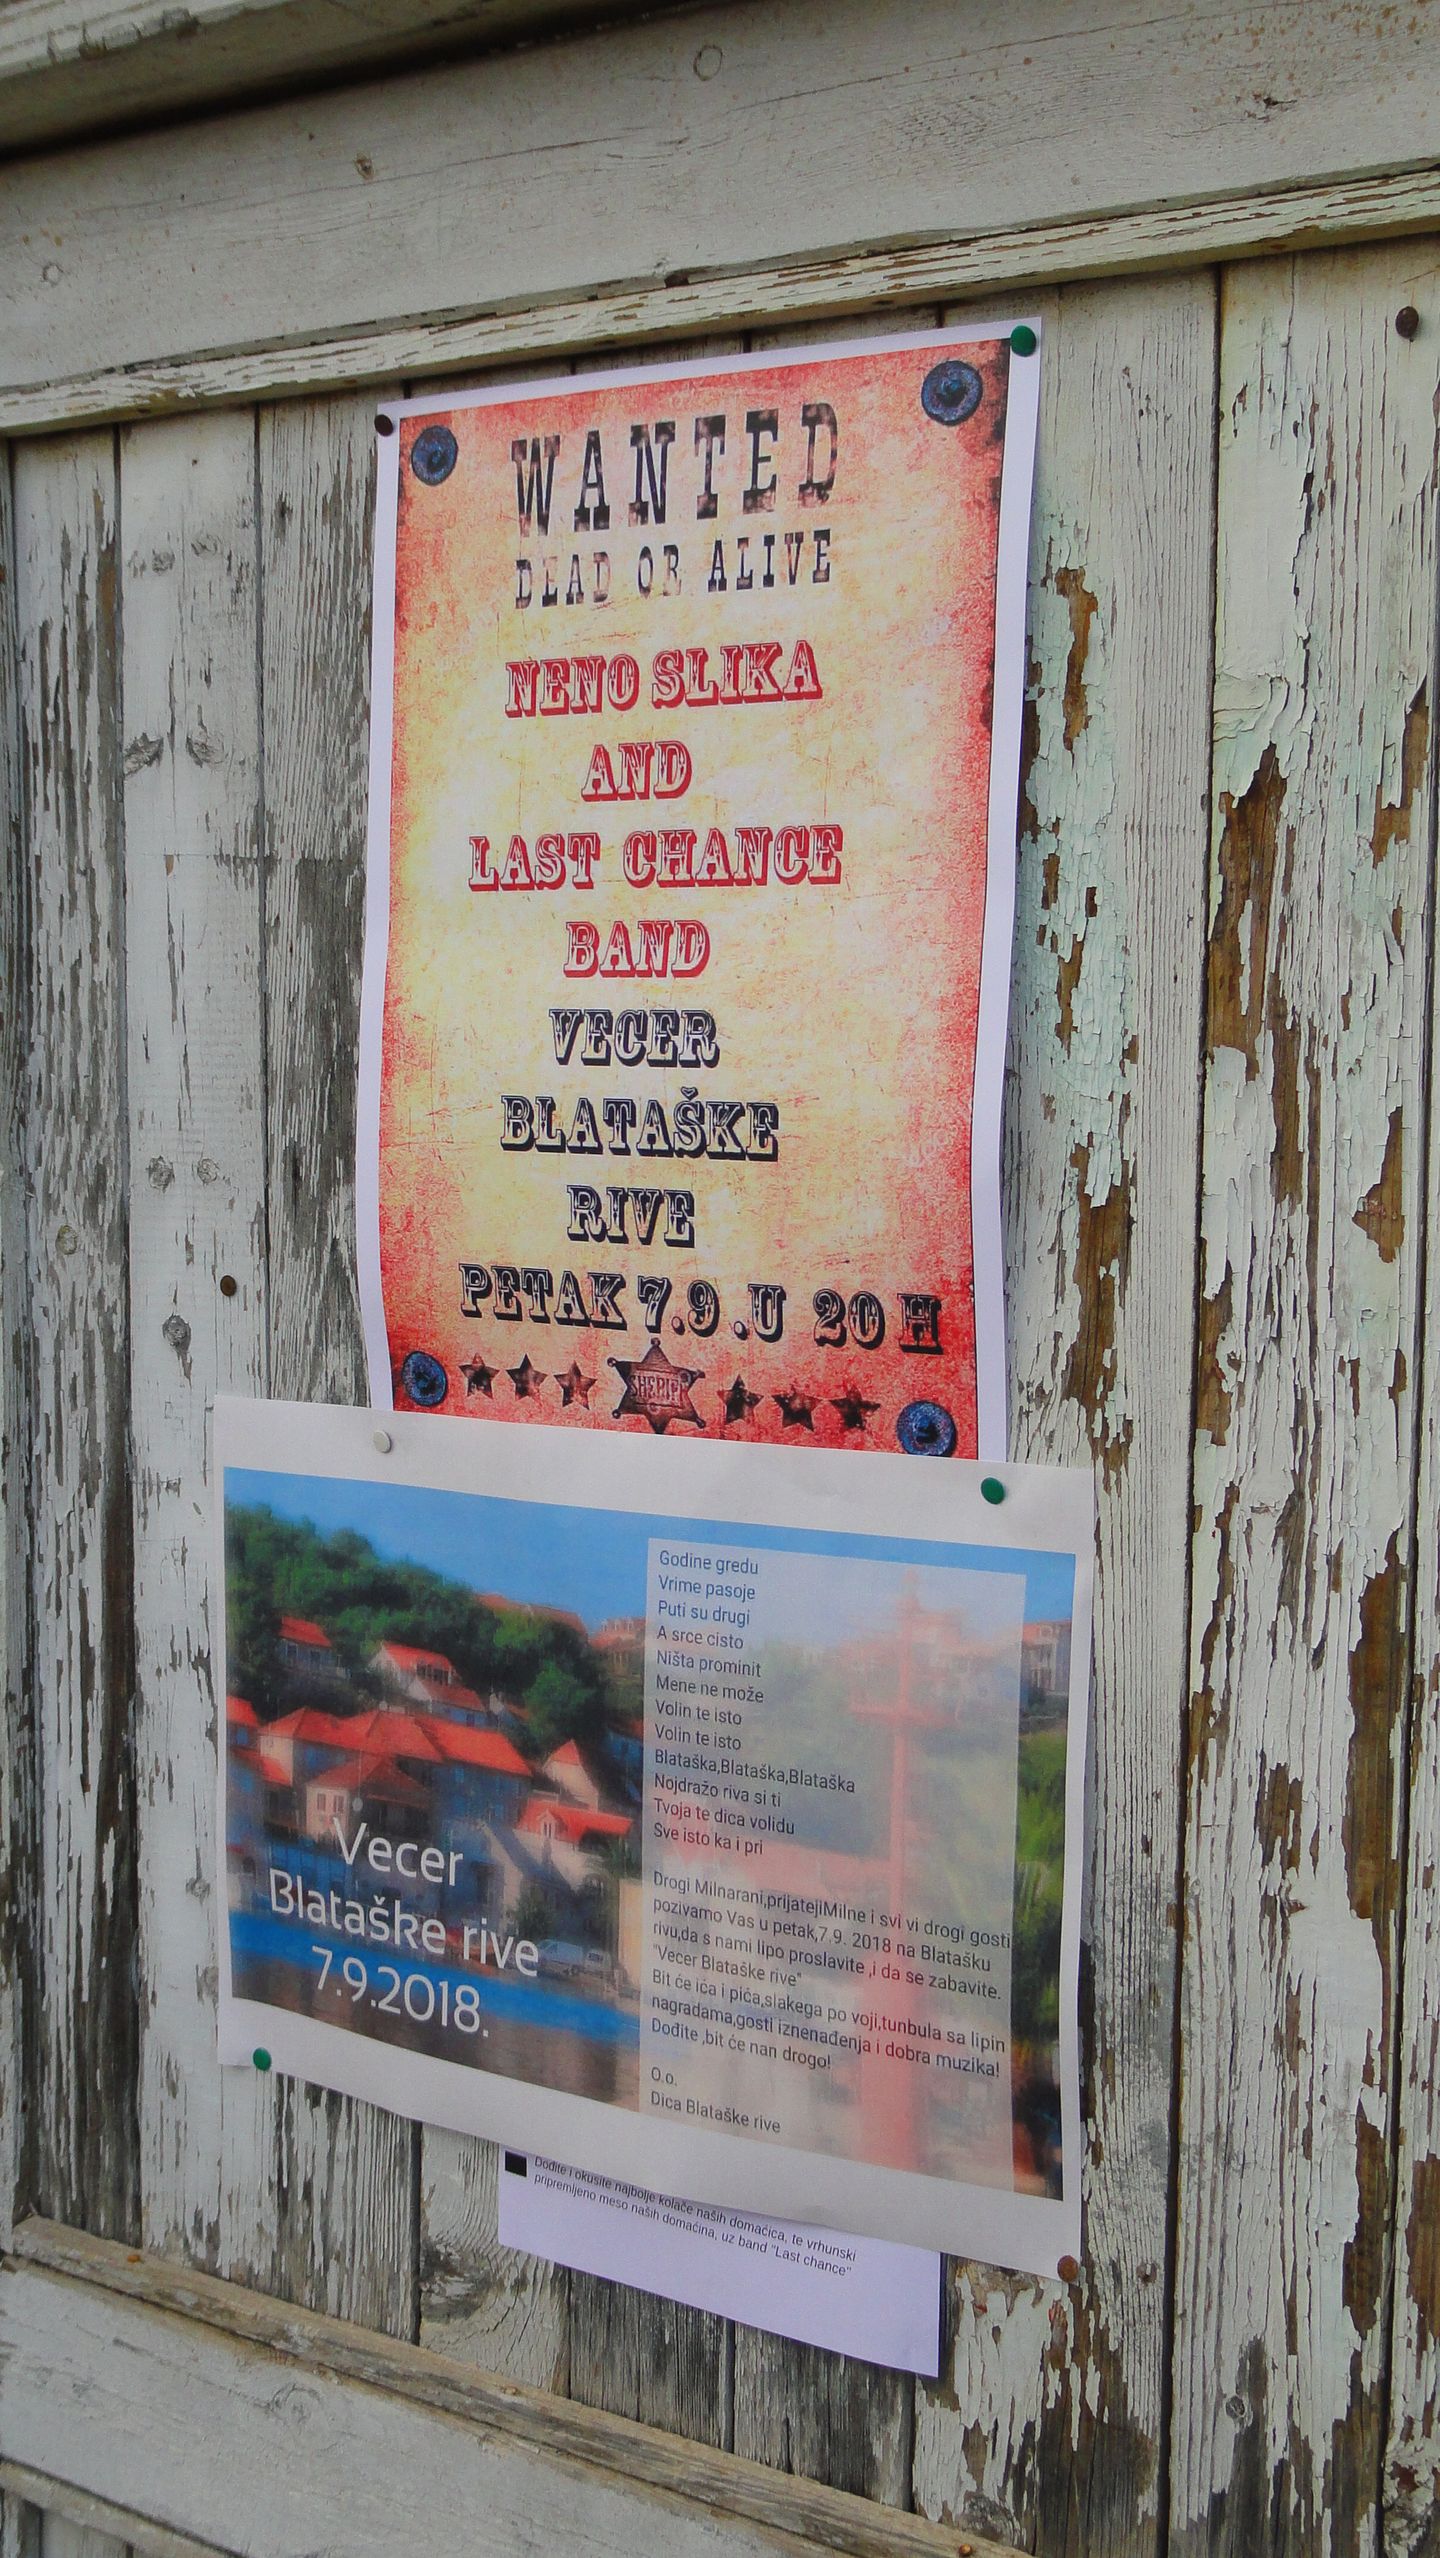 WANTED
DEAD OR ALIVE
NENO SLIKA
AND
LAST CHANCE
BAND
VECER
BLATAŠKE
RIVE
PETAK 7.9.U 20 H
SHERIFF
Vecer
Blataške rive
7.9.2018.
Godine gredu
Vrime pasoje
Puti su drugi
A srce cisto
Ništa prominit
Mene ne može
Volin te isto
Volin te isto
Blataška,Blataška,Blataška
Nojdražo riva si ti
Tvoja te dica volidu
Sve isto ka i pri
Drogi Milnarani,prijatejiMilne i svi vi drogi gosti
pozivamo Vas u petak,7.9. 2018 na Blatašku
rivu,da s nami lipo proslavite ,i da se zabavite.
"Vecer Blataške rive"
Bit će ića i pića,slakega po voji,tunbula sa lipin
nagradama,gosti iznenađenja i dobra muzika!
Dođite ,bit će nan drogo!
O.o.
Dica Blataške rive
Dođite i okusite najbolje kolače naših domaćica, te vrhunski
pripremljeno meso naših domaćina, uz band "Last chance"